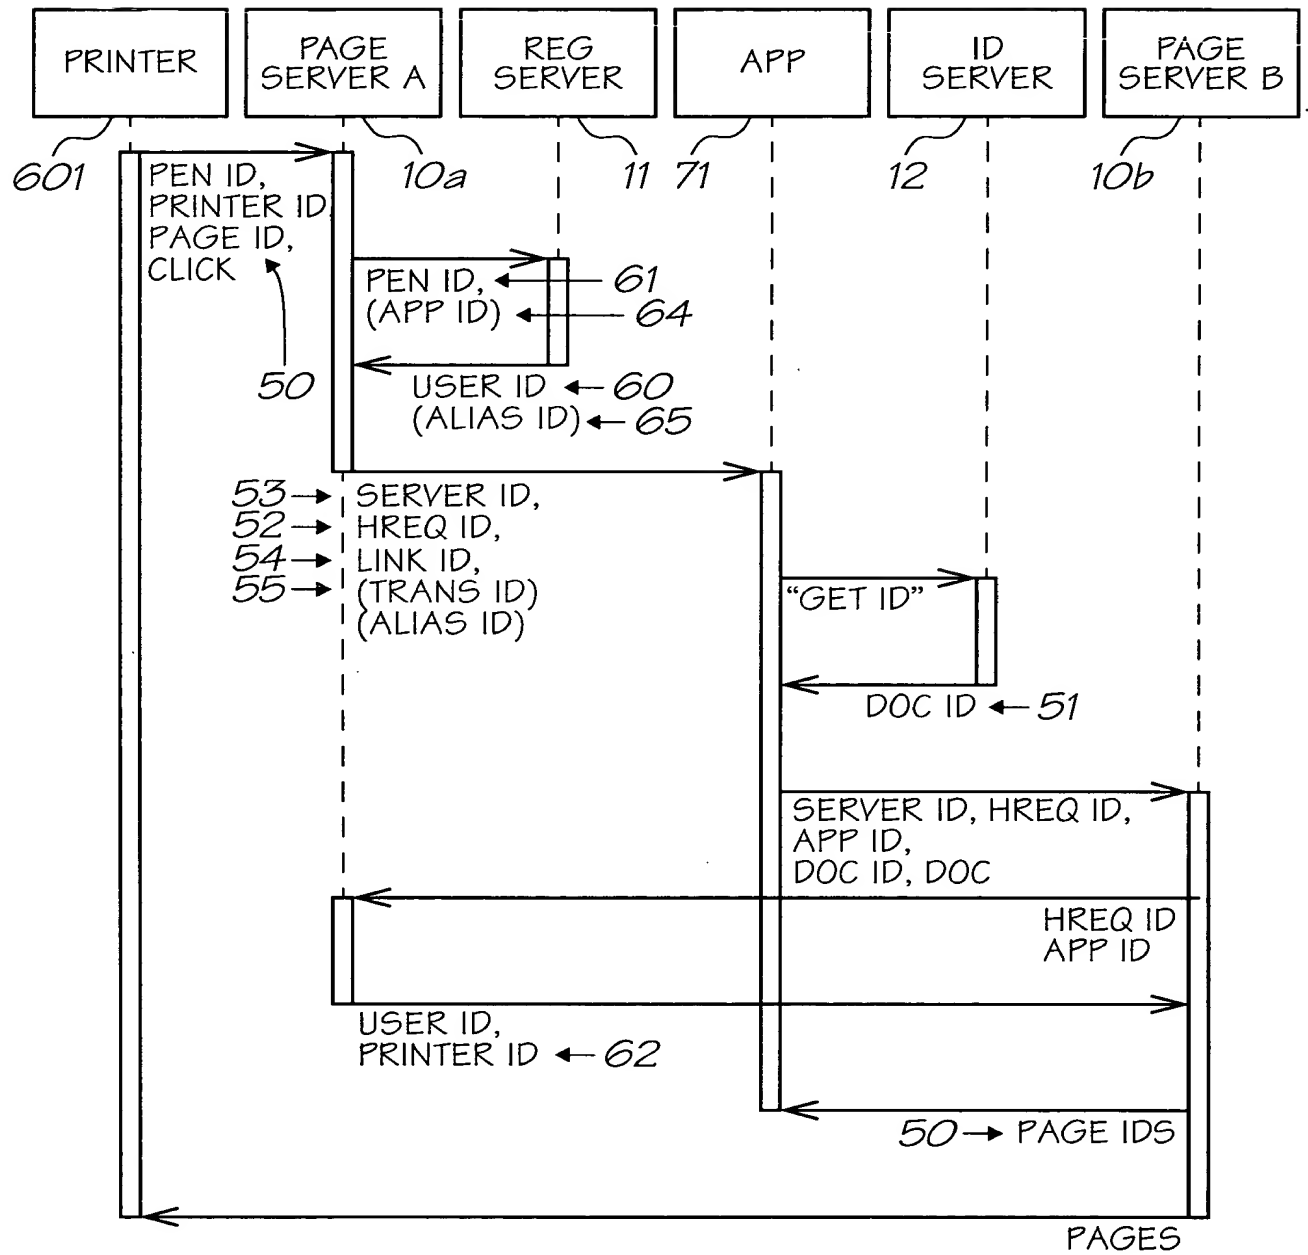 PRINTER
PAGE
SERVER A
REG
SERVER
APP
ID
SERVER
PAGE
SERVER B
601
10a
11
71
12
10b
PEN ID,
PRINTER ID
PAGE ID,
CLICK
50
PEN ID,
61
(APP ID)
64
USER ID
60
(ALIAS ID)
65
53
SERVER ID,
52
HREQ ID,
54
LINK ID,
55
(TRANS ID)
(ALIAS ID)
“GET ID”
DOC ID
51
SERVER ID, HREQ ID,
APP ID,
DOC ID, DOC
HREQ ID
APP ID
USER ID,
PRINTER ID
62
50
PAGE IDS
PAGES